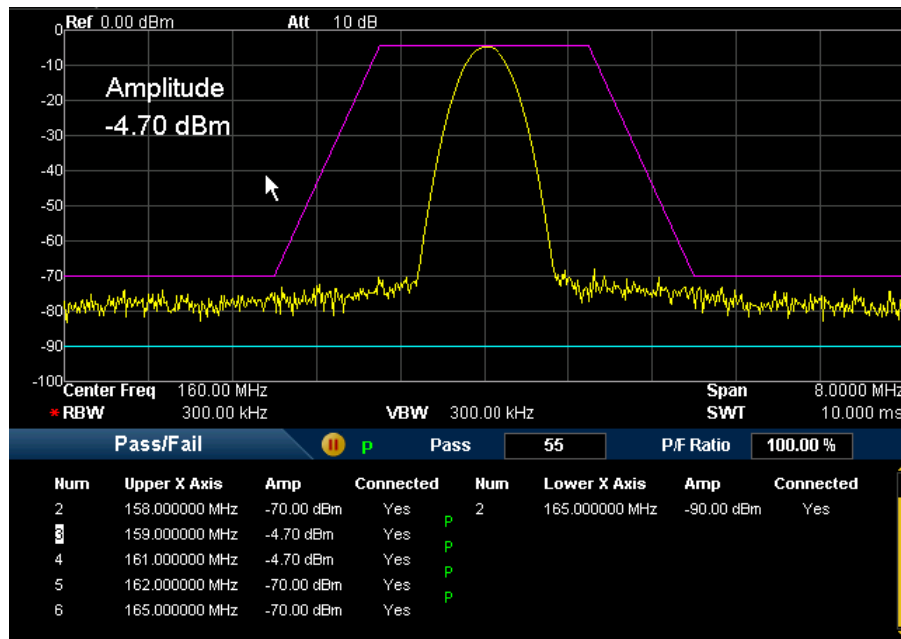 Ref 0.00 dBm Att 10 dB
0
-10
Amplitude
-20
-4.70 dBm
-30
-40
-50
-60
-70
-80
-90
-100
Center Freq 160.00 MHz Span 8.0000 MHz
* RBW 300.00 kHz VBW 300.00 kHz SWT 10.000 ms
Pass/Fail P Pass 55 P/F Ratio 100.00 %
Num Upper X Axis Amp Connected Num Lower X Axis Amp Connected
2 158.000000 MHz -70.00 dBm Yes 2 165.000000 MHz -90.00 dBm Yes
P
3 159.000000 MHz -4.70 dBm Yes
P
4 161.000000 MHz -4.70 dBm Yes
P
5 162.000000 MHz -70.00 dBm Yes
P
6 165.000000 MHz -70.00 dBm Yes